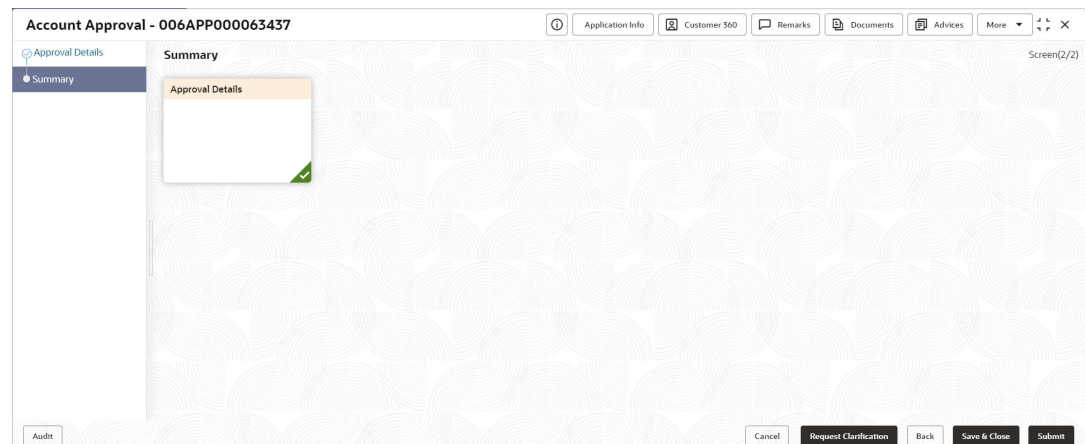 Account Approval - 006APP000063437
Application Info
Customer 360
Remarks
Documents
Advices
More
Approval Details
Summary
Summary
Screen(2/2)
Approval Details
Audit
Cancel
Request Clarification
Back
Save & Close
Submit